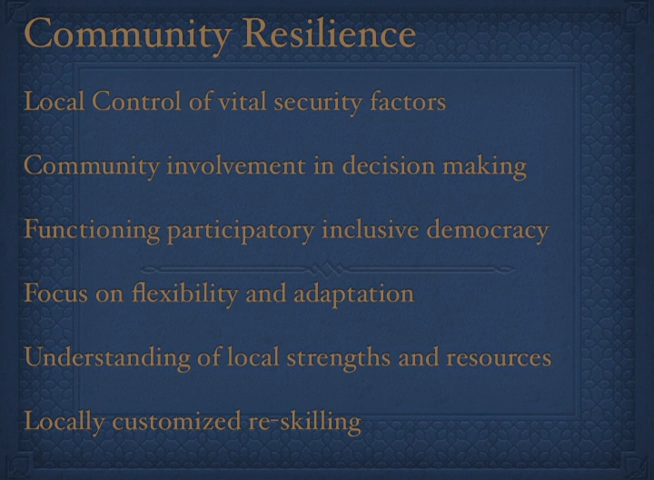 Community Resilience
Local Control of vital security factors
Community involvement in decision making
Functioning participatory inclusive democracy
Focus on flexibility and adaptation
Understanding of local strengths and resources
Locally customized re-skilling